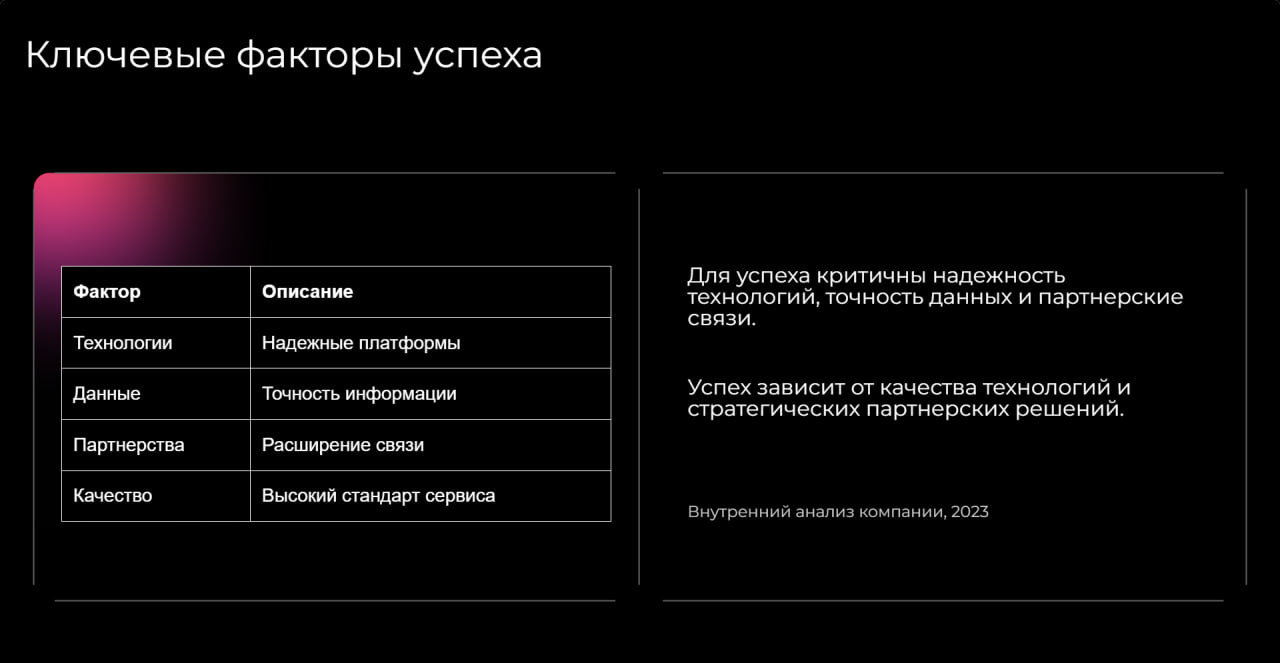 Ключевые факторы успеха
Фактор Описание
Технологии Надежные платформы
Данные Точность информации
Партнерства Расширение связи
Качество Высокий стандарт сервиса
Для успеха критичны надежность
технологий, точность данных и партнерские
связи.
Успех зависит от качества технологий и
стратегических партнерских решений.
Внутренний анализ компании, 2023